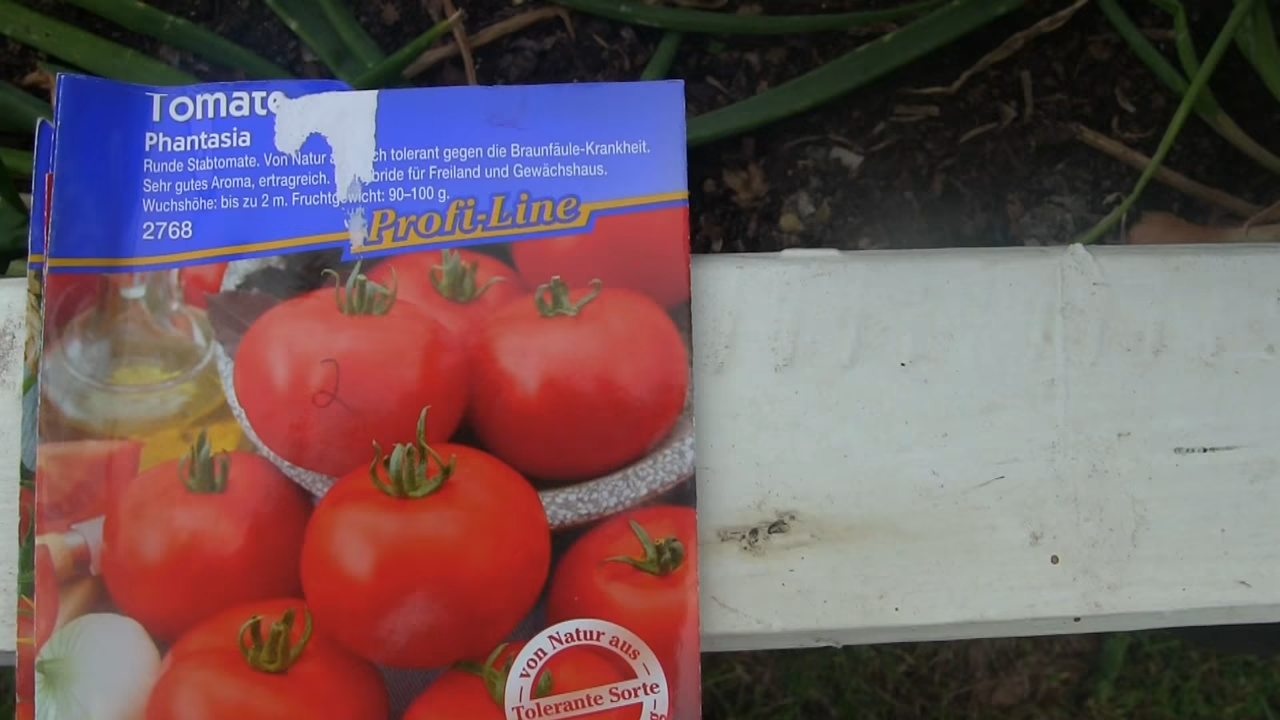 Tomate
Phantasia
Runde Stabtomate. Von Natur ch tolerant gegen die Braunfäule-Krankheit.
Sehr gutes Aroma, ertragreich. bride für Freiland und Gewächshaus.
Wuchshöhe: bis zu 2 m. Fruchtgewicht: 90–100 g.
2768
Profi-Line
2
von Natur aus
Tolerante Sorte